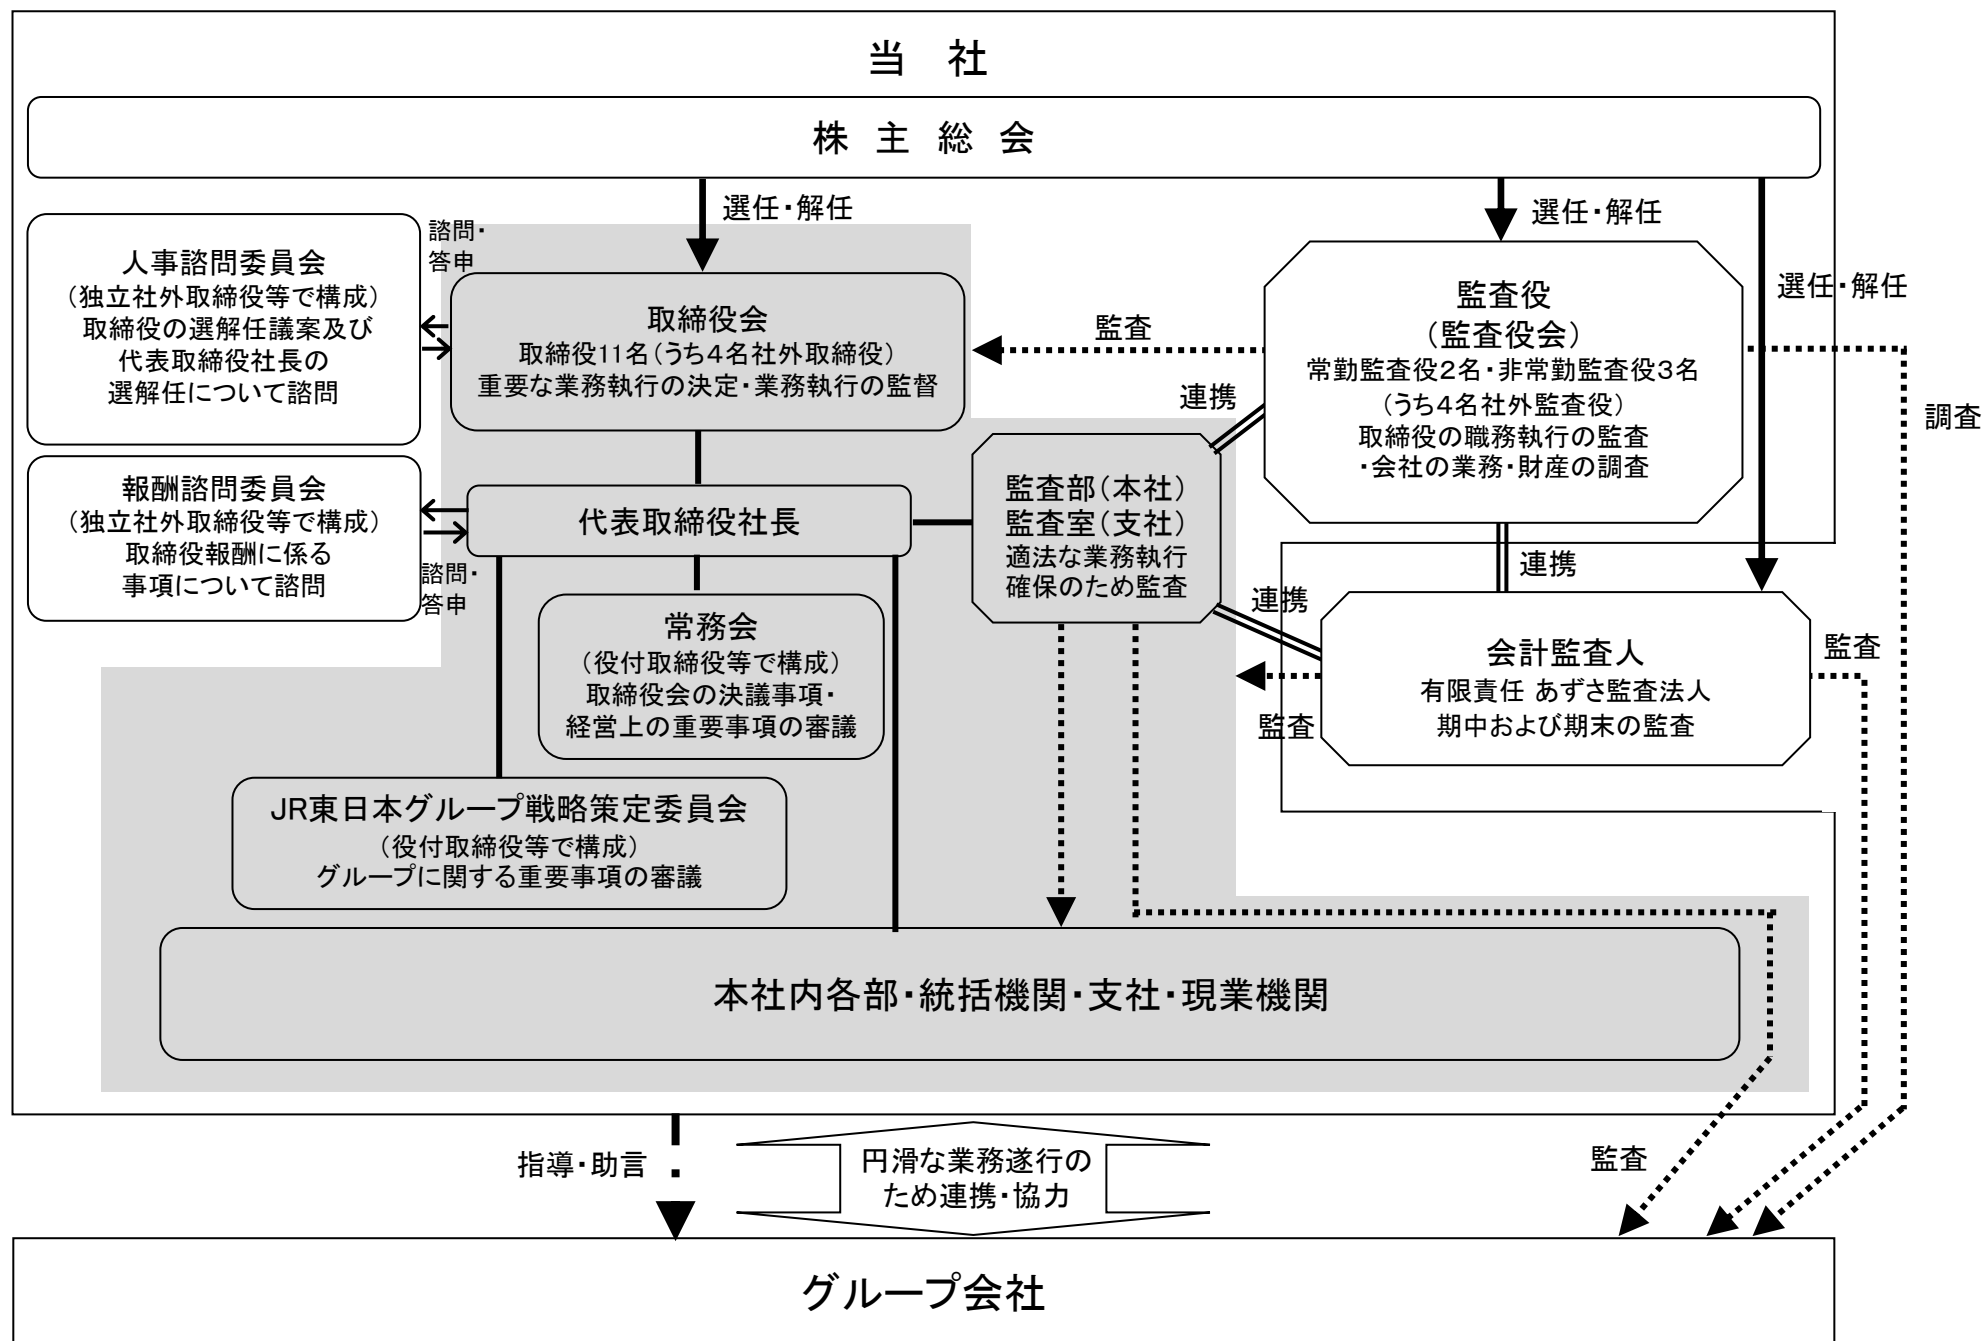 当　社
株 主 総 会
選任・解任
選任・解任
選任・解任
人事諮問委員会
（独立社外取締役等で構成）
取締役の選解任議案及び
代表取締役社長の
選解任について諮問
諮問・
答申
取締役会
取締役11名（うち４名社外取締役）
重要な業務執行の決定・業務執行の監督
監査
監査役
（監査役会）
常勤監査役２名・非常勤監査役３名
（うち４名社外監査役）
取締役の職務執行の監査
・会社の業務・財産の調査
調査
連携
報酬諮問委員会
（独立社外取締役等で構成）
取締役報酬に係る
事項について諮問
諮問・
答申
代表取締役社長
監査部（本社）
監査室（支社）
適法な業務執行
確保のため監査
連携
連携
常務会
（役付取締役等で構成）
取締役会の決議事項・
経営上の重要事項の審議
会計監査人
有限責任 あずさ監査法人
期中および期末の監査
監査
監査
JR東日本グループ戦略策定委員会
（役付取締役等で構成）
グループに関する重要事項の審議
本社内各部・統括機関・支社・現業機関
指導・助言
円滑な業務遂行の
ため連携・協力
監査
グループ会社